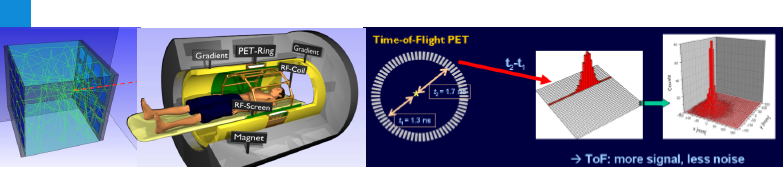 Gradient
PET-Ring
Gradient
RF-Coil
RF-Screen
Magnet
Time-of-Flight PET
t₂-t₁
t₂ = 1.7 ns
t₁ = 1.3 ns
→ ToF: more signal, less noise